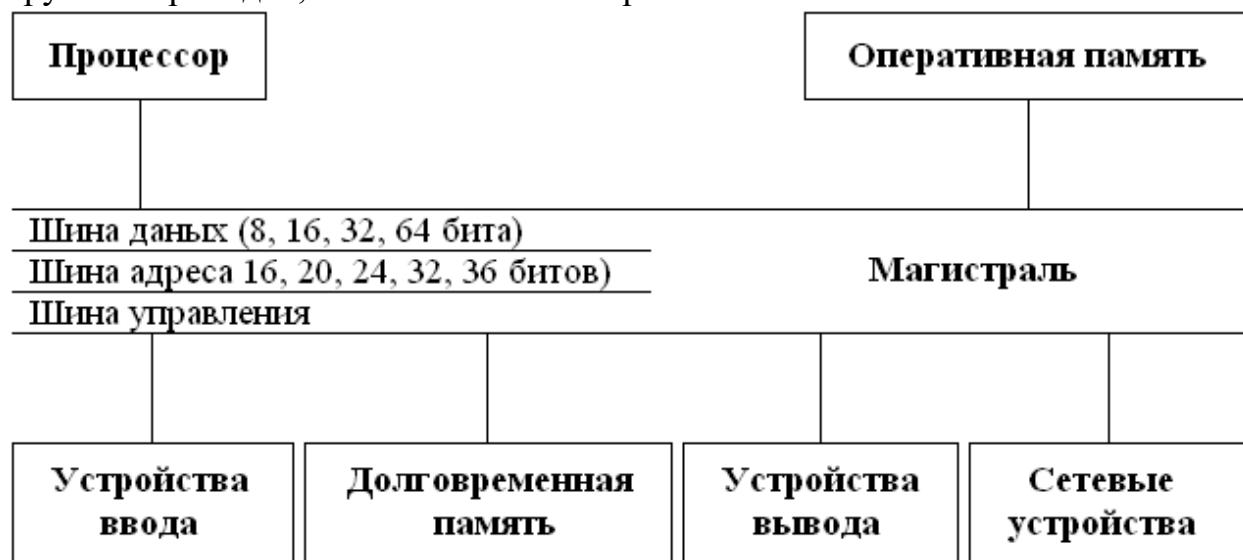 Процессор
Оперативная память
Шина даных (8, 16, 32, 64 бита)
Шина адреса 16, 20, 24, 32, 36 битов)
Магистраль
Шина управления
Устройства
ввода
Долговременная
память
Устройства
вывода
Сетевые
устройства